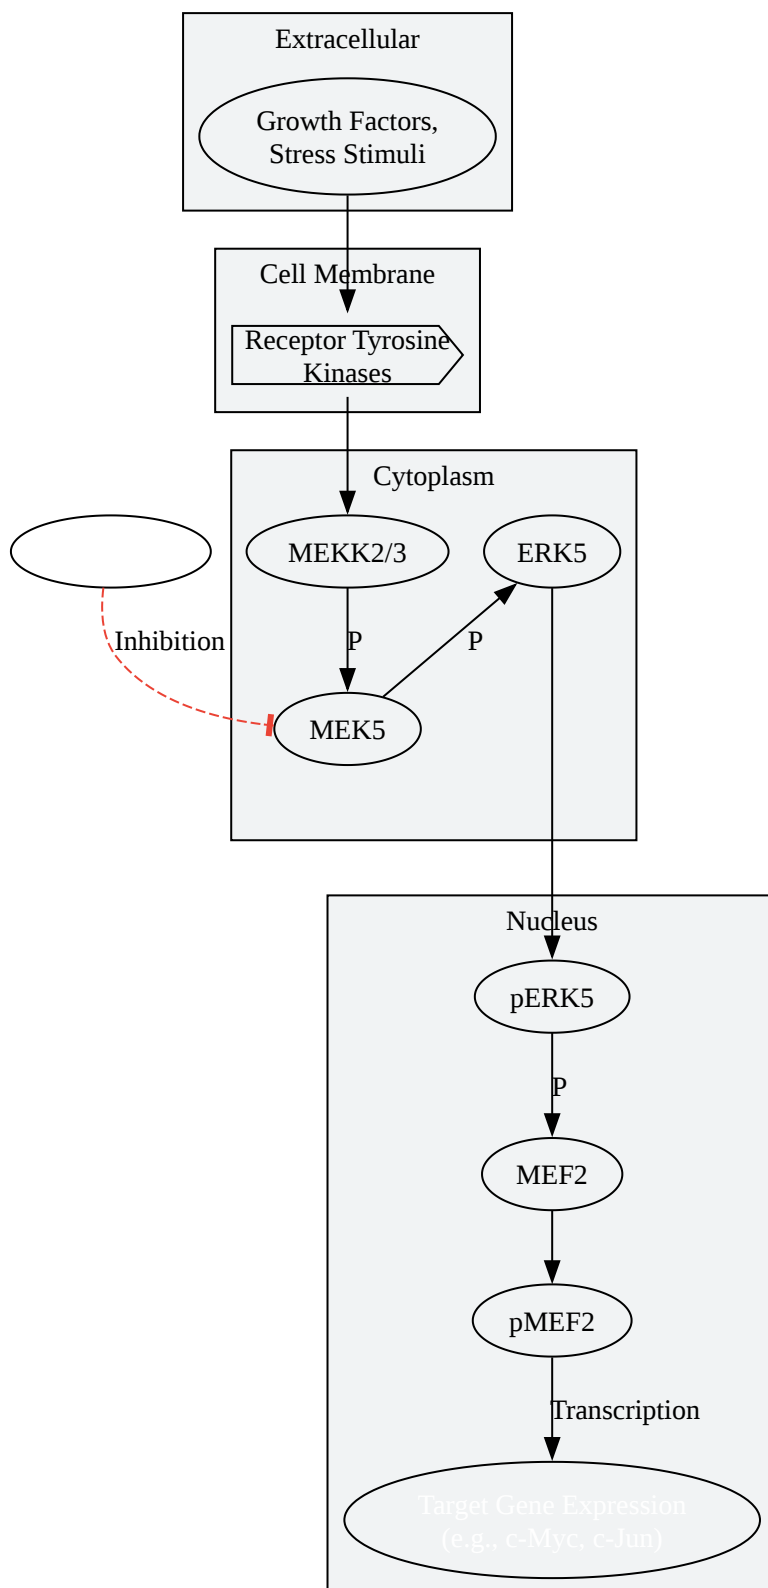 Extracellular
Growth Factors,
Stress Stimuli
Cell Membrane
Receptor Tyrosine
Kinases
Cytoplasm
MEKK2/3
ERK5
Inhibition
P
P
MEK5
Nucleus
pERK5
P
MEF2
pMEF2
Transcription
Target Gene Expression
(e.g., c-Myc, c-Jun)